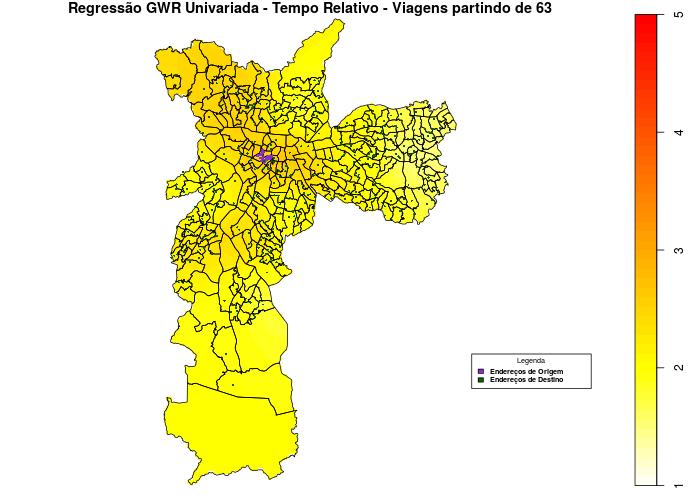 Regressão GWR Univariada - Tempo Relativo - Viagens partindo de 63
5
4
3
2
1
Legenda
Endereços de Origem
Endereços de Destino